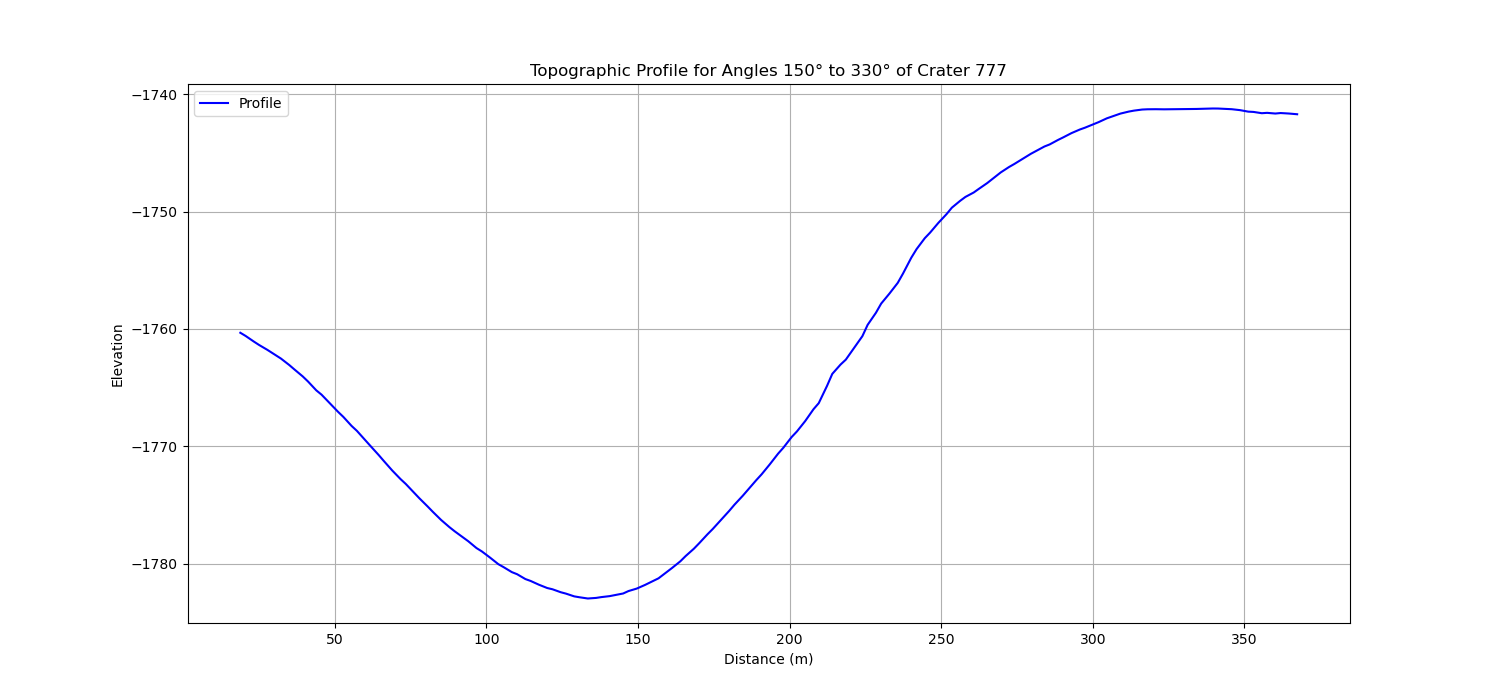 Topographic Profile for Angles 150° to 330° of Crater 777
Profile
−1740
−1750
−1760
−1770
−1780
Elevation
50 100 150 200 250 300 350
Distance (m)